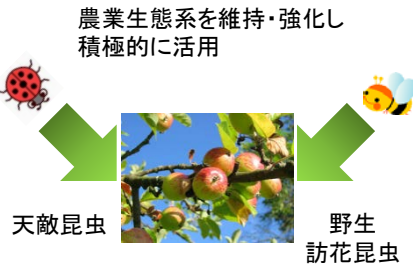 農業生態系を維持・強化し
積極的に活用
天敵昆虫
野生
訪花昆虫